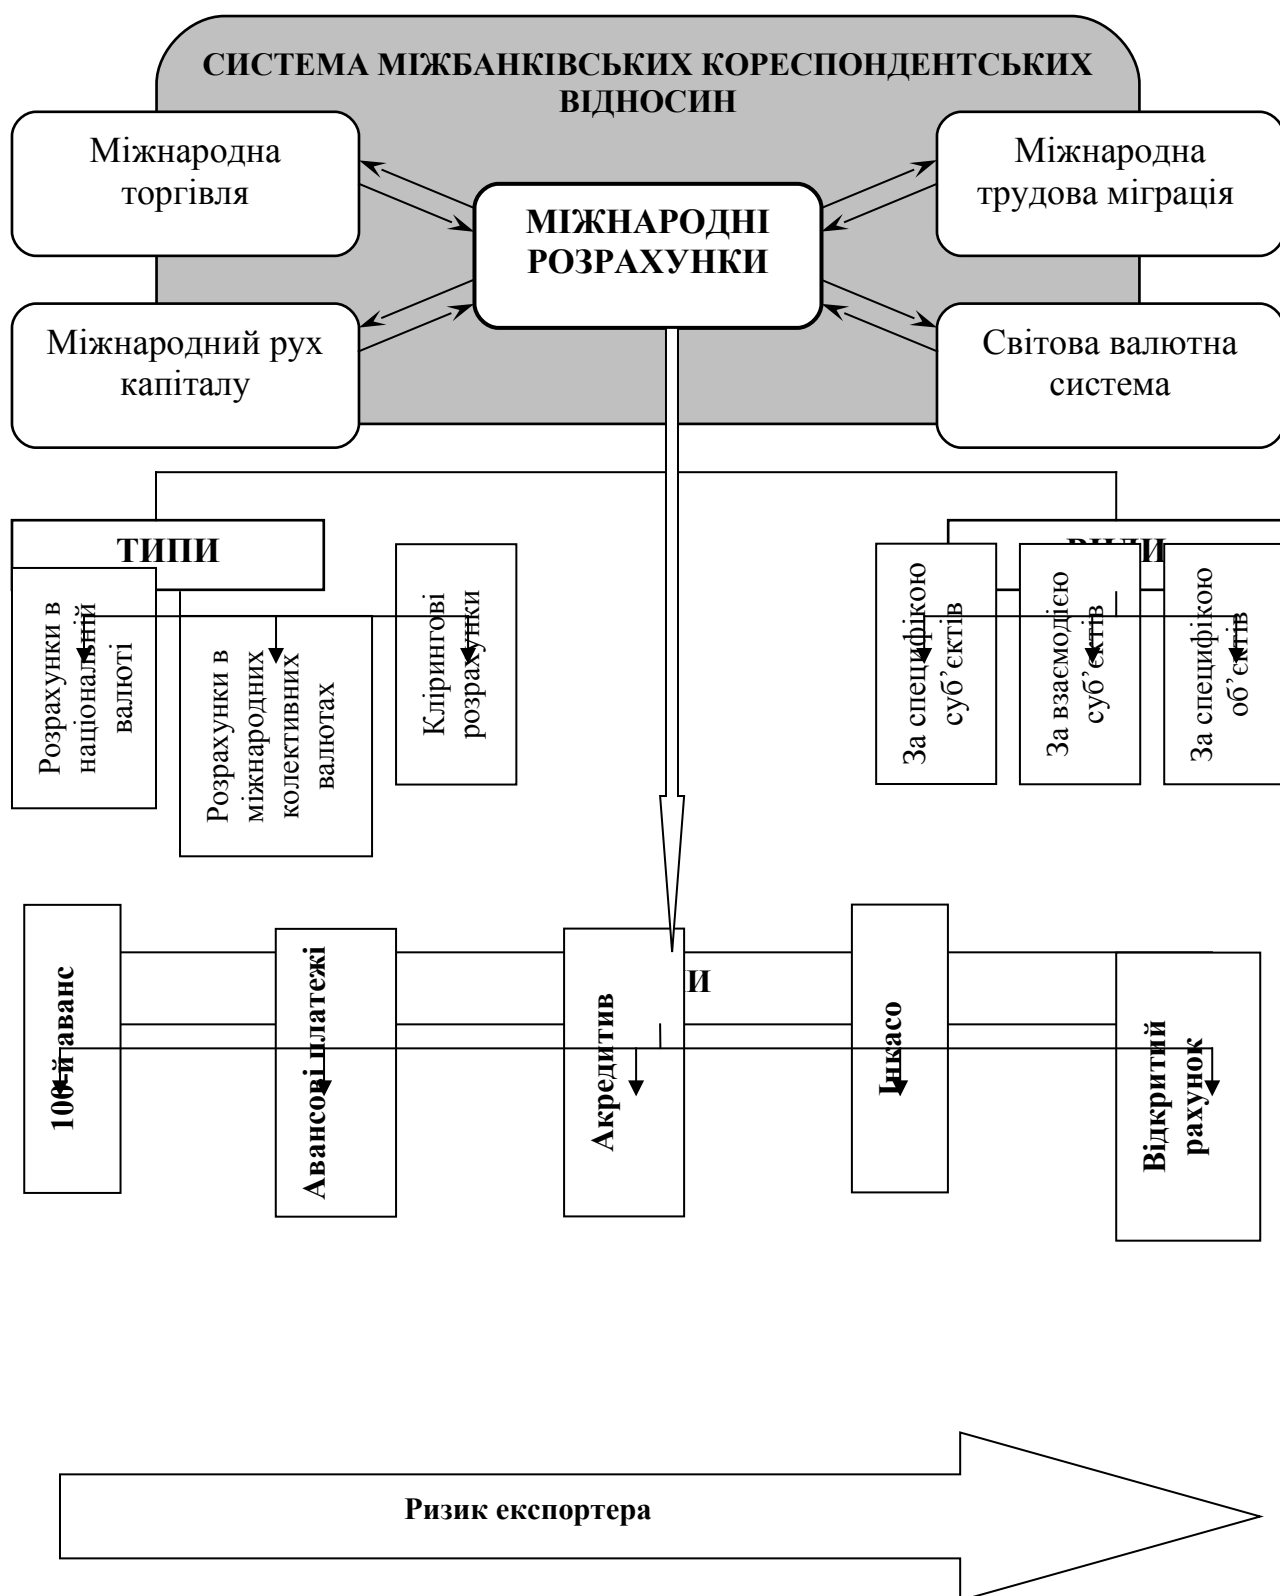 СИСТЕМА МІЖБАНКІВСЬКИХ КОРЕСПОНДЕНТСЬКИХ
ВІДНОСИН
Міжнародна
торгівля
Міжнародна
трудова міграція
МІЖНАРОДНІ
РОЗРАХУНКИ
Міжнародний рух
капіталу
Світова валютна
система
ТИПИ
Розрахунки в
національній
валюті
Розрахунки в
міжнародних
колективних
валютах
Клірингові
розрахунки
За специфікою
суб’єктів
За взаємодією
суб’єктів
За специфікою
об’єктів
100-й аванс
Авансові платежі
Акредитив
Інкасо
Відкритий
рахунок
Ризик експортера